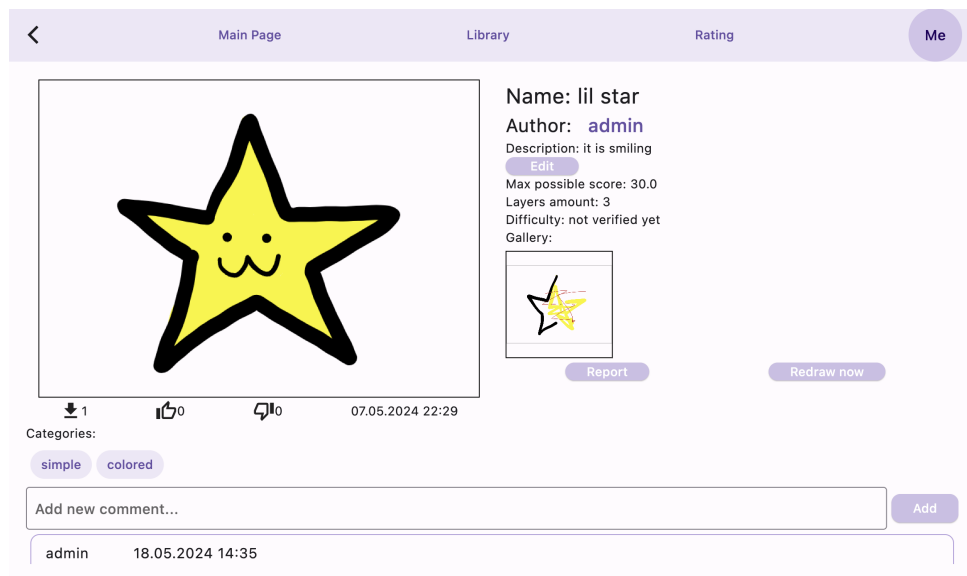 Main Page Library Rating Me
Name: lil star
Author: admin
Description: it is smiling
Edit
Max possible score: 30.0
Layers amount: 3
Difficulty: not verified yet
Gallery:
Report Redraw now
1 0 0 07.05.2024 22:29
Categories:
simple colored
Add new comment... Add
admin 18.05.2024 14:35